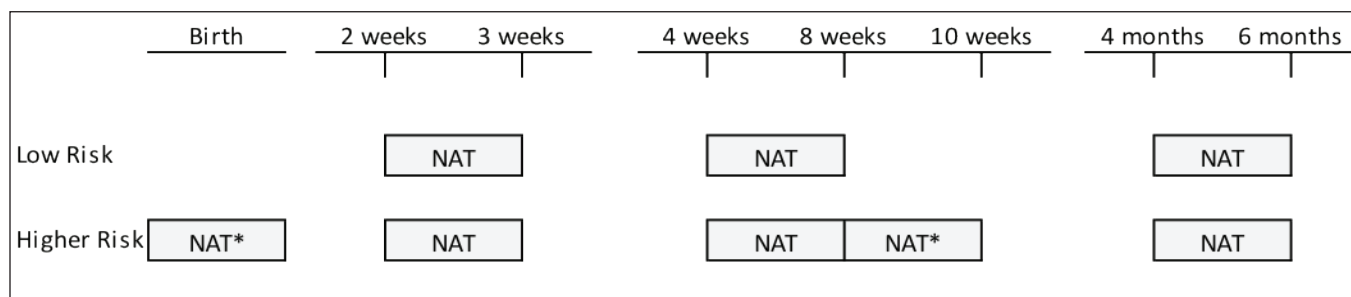 Birth 2 weeks 3 weeks 4 weeks 8 weeks 10 weeks 4 months 6 months
Low Risk NAT NAT NAT
Higher Risk NAT* NAT NAT NAT* NAT